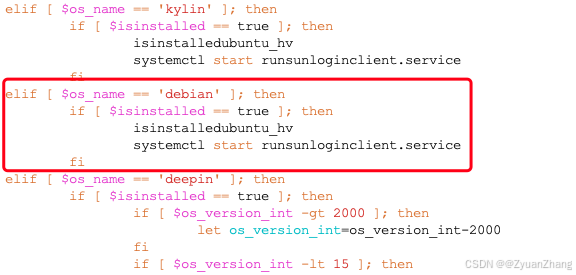 elif [ $os_name == 'kylin' ]; then
        if [ $isinstalled == true ]; then
                isinstalledubuntu_hv
                systemctl start runsunloginclient.service
        fi
elif [ $os_name == 'debian' ]; then
        if [ $isinstalled == true ]; then
                isinstalledubuntu_hv
                systemctl start runsunloginclient.service
        fi
elif [ $os_name == 'deepin' ]; then
        if [ $isinstalled == true ]; then
                if [ $os_version_int -gt 2000 ]; then
                        let os_version_int=os_version_int-2000
                fi
                if [ $os_version_int -lt 15 ]; then
CSDN @@ZyuanZhang